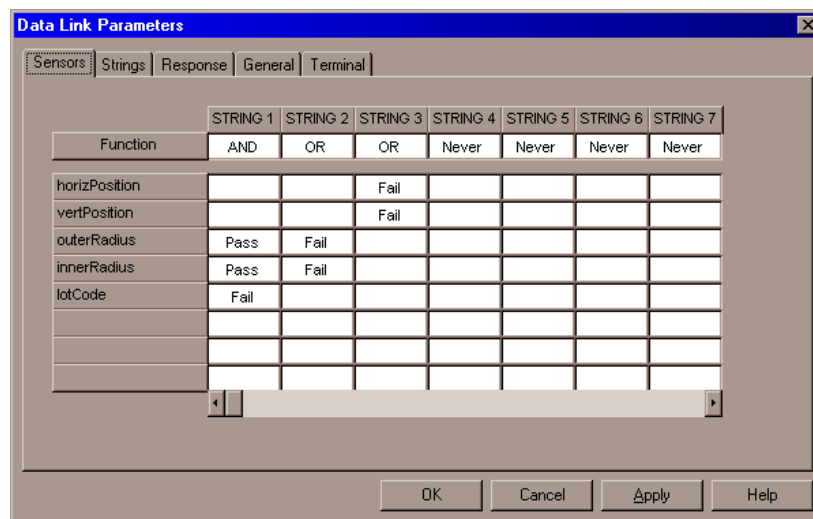 Data Link Parameters
Sensors Strings Response General Terminal
STRING 1 STRING 2 STRING 3 STRING 4 STRING 5 STRING 6 STRING 7
Function AND OR OR Never Never Never Never
horizPosition Fail
vertPosition Fail
outerRadius Pass Fail
innerRadius Pass Fail
lotCode Fail
OK Cancel Apply Help